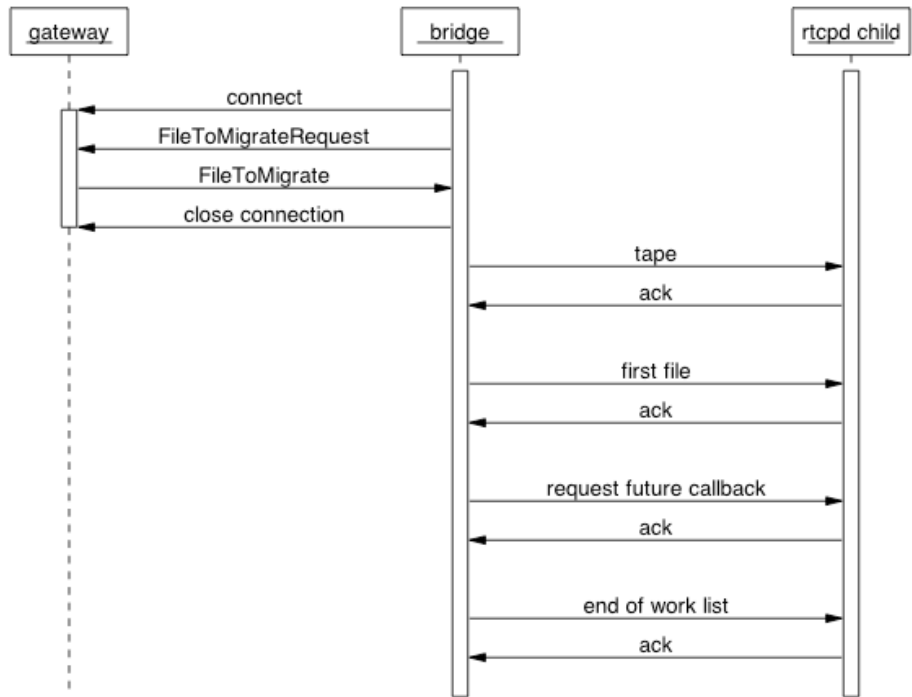 gateway
bridge
rtcpd child
connect
FileToMigrateRequest
FileToMigrate
close connection
tape
ack
first file
ack
request future callback
ack
end of work list
ack